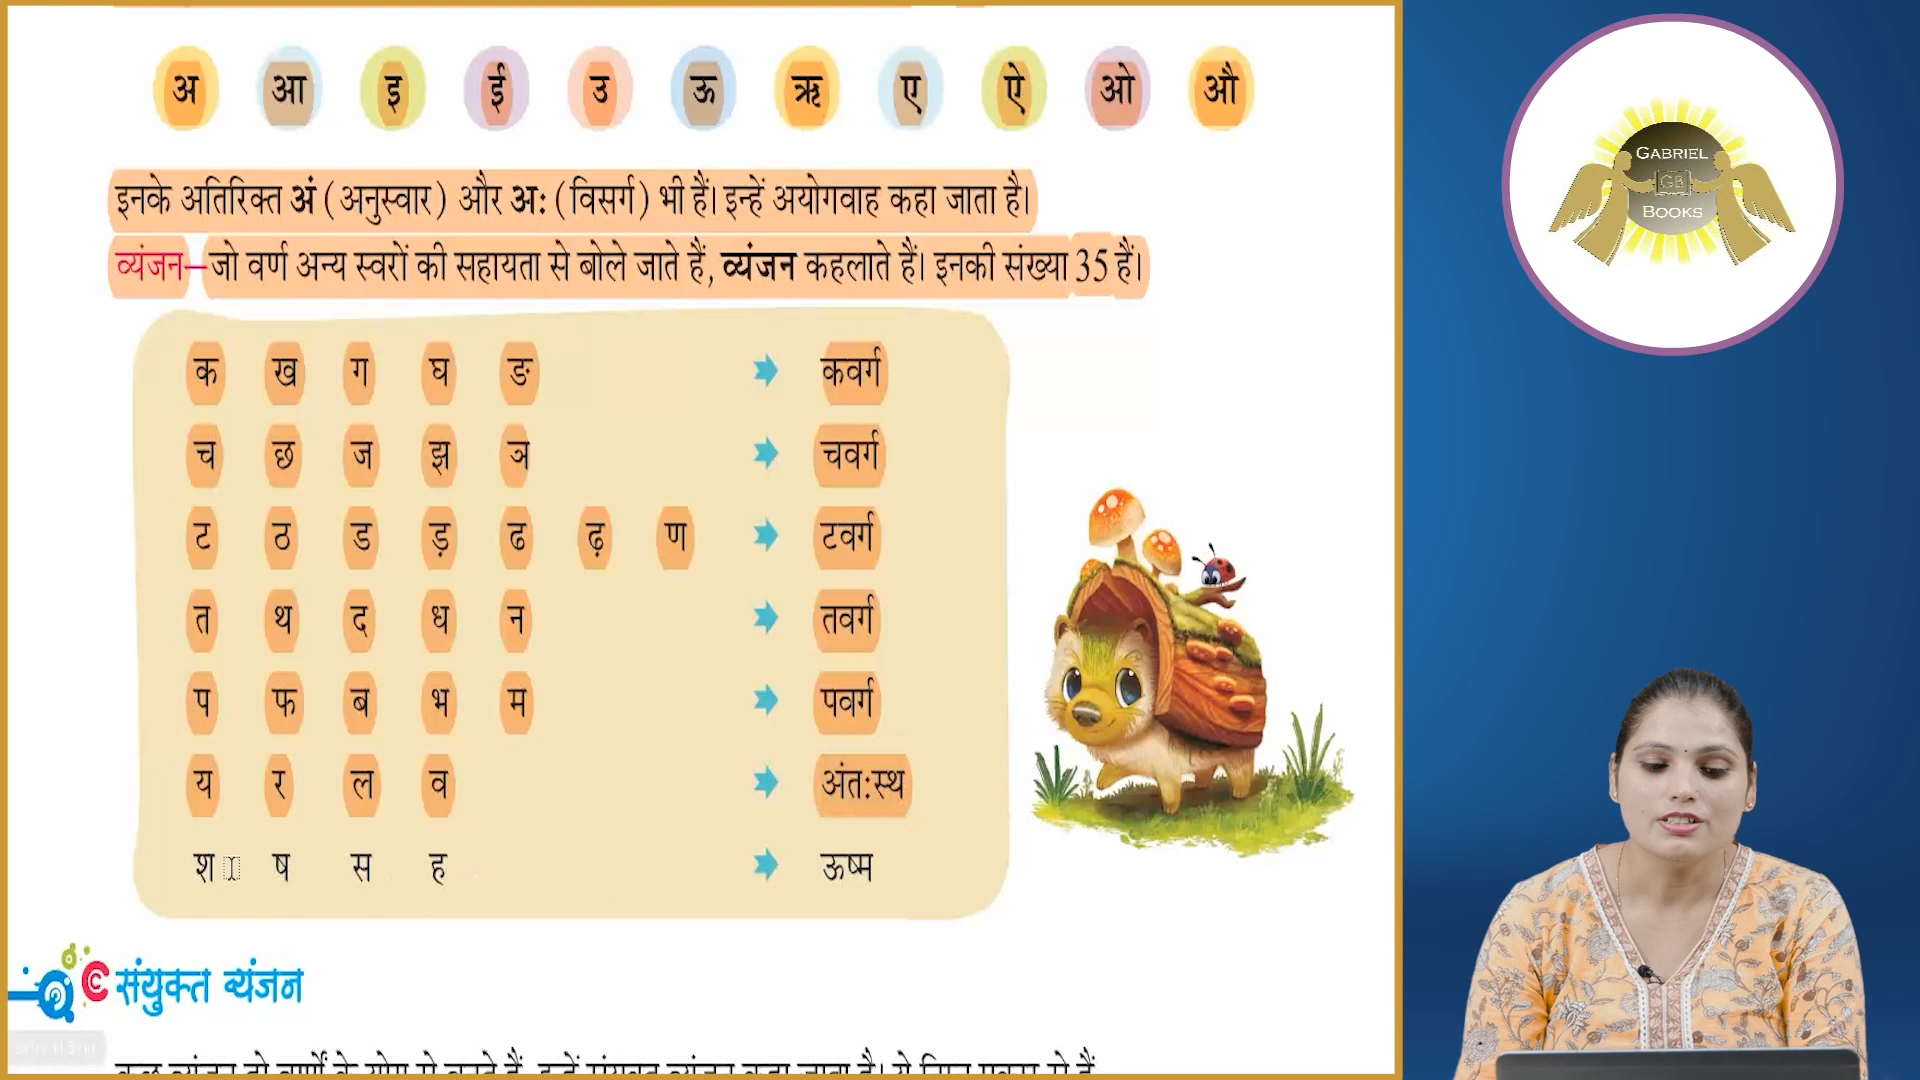 अ आ इ ई उ ऊ ऋ ए ऐ ओ औ
इनके अतिरिक्त अं (अनुस्वार) और अः (विसर्ग) भी हैं। इन्हें अयोगवाह कहा जाता है।
व्यंजन–जो वर्ण अन्य स्वरों की सहायता से बोले जाते हैं, व्यंजन कहलाते हैं। इनकी संख्या 35 हैं।
क ख ग घ ङ कवर्ग
च छ ज झ ञ चवर्ग
ट ठ ड ड़ ढ ढ़ ण टवर्ग
त थ द ध न तवर्ग
प फ ब भ म पवर्ग
य र ल व अंतःस्थ
श ष स ह ऊष्म
संयुक्त व्यंजन
GABRIEL
GB
BOOKS